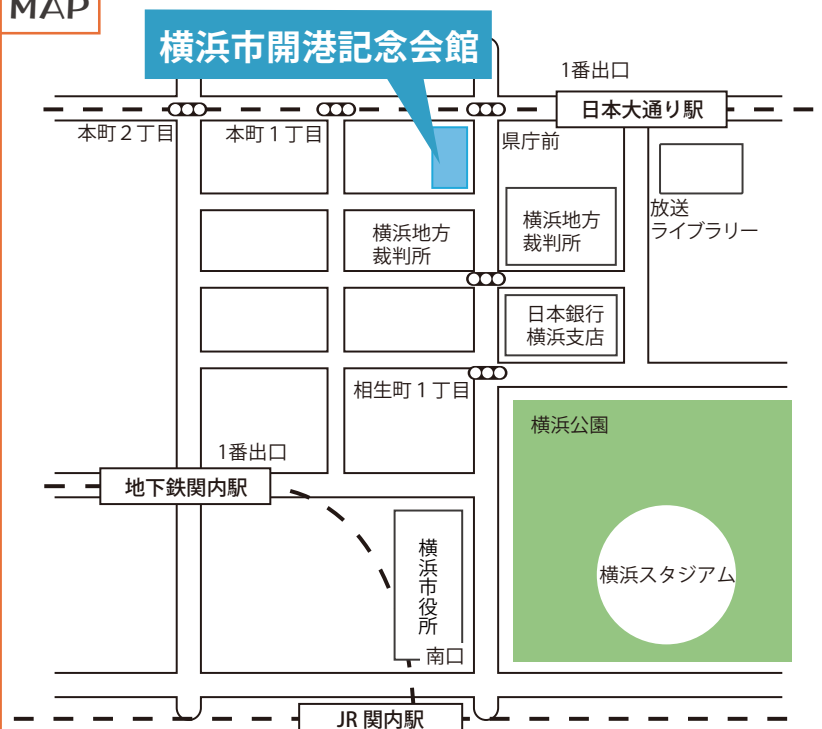 MAP
横浜市開港記念会館
1番出口
日本大通り駅
本町2丁目
本町1丁目
県庁前
横浜地方
裁判所
横浜地方
裁判所
放送
ライブラリー
日本銀行
横浜支店
相生町1丁目
横浜公園
1番出口
地下鉄関内駅
横浜市役所
横浜スタジアム
南口
JR関内駅